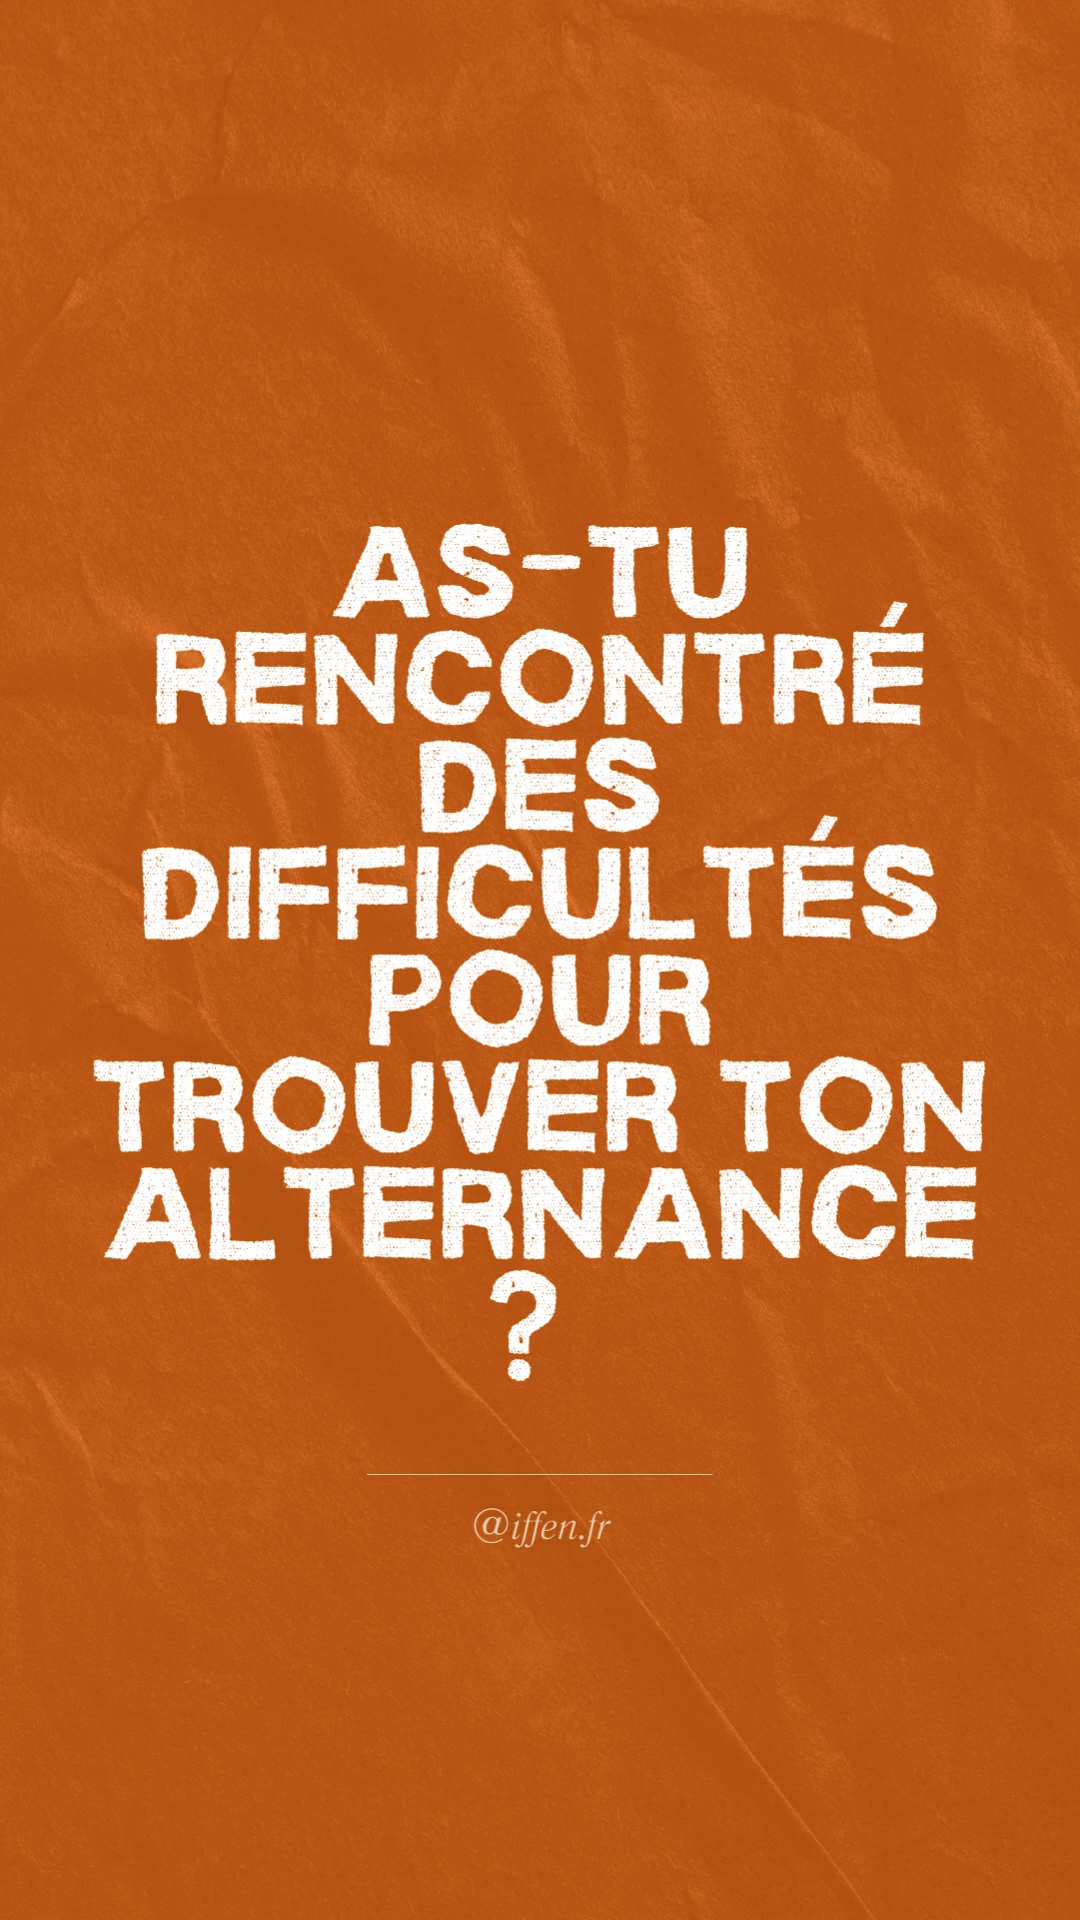 AS-TU
RENCONTRÉ
DES
DIFFICULTÉS
POUR
TROUVER TON
ALTERNANCE
?
@iffen.fr